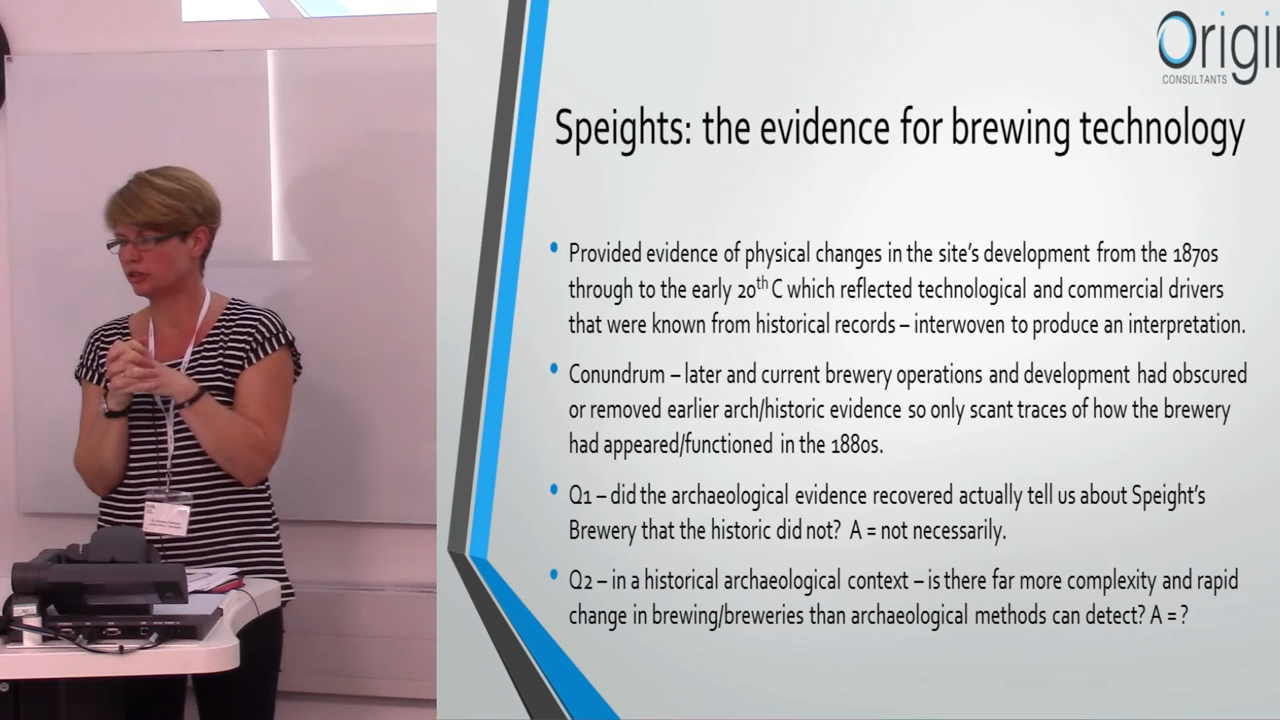 Origin
CONSULTANTS
Speights: the evidence for brewing technology
• Provided evidence of physical changes in the site's development from the 1870s
through to the early 20th C which reflected technological and commercial drivers
that were known from historical records – interwoven to produce an interpretation.
• Conundrum – later and current brewery operations and development had obscured
or removed earlier arch/historic evidence so only scant traces of how the brewery
had appeared/functioned in the 1880s.
• Q1 – did the archaeological evidence recovered actually tell us about Speight's
Brewery that the historic did not? A = not necessarily.
• Q2 – in a historical archaeological context – is there far more complexity and rapid
change in brewing/breweries than archaeological methods can detect? A = ?